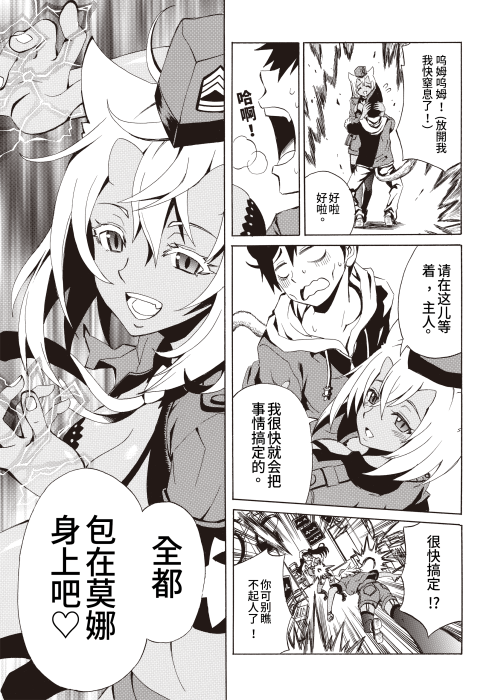 呜姆呜姆！(放開我
我快窒息了！)
哈啊！
好啦
好啦。
请在这儿等
着，主人。
我很快就会把
事情搞定的。
很快搞定!?
你可别瞧
不起人了！
全都
包在莫娜
身上吧♡